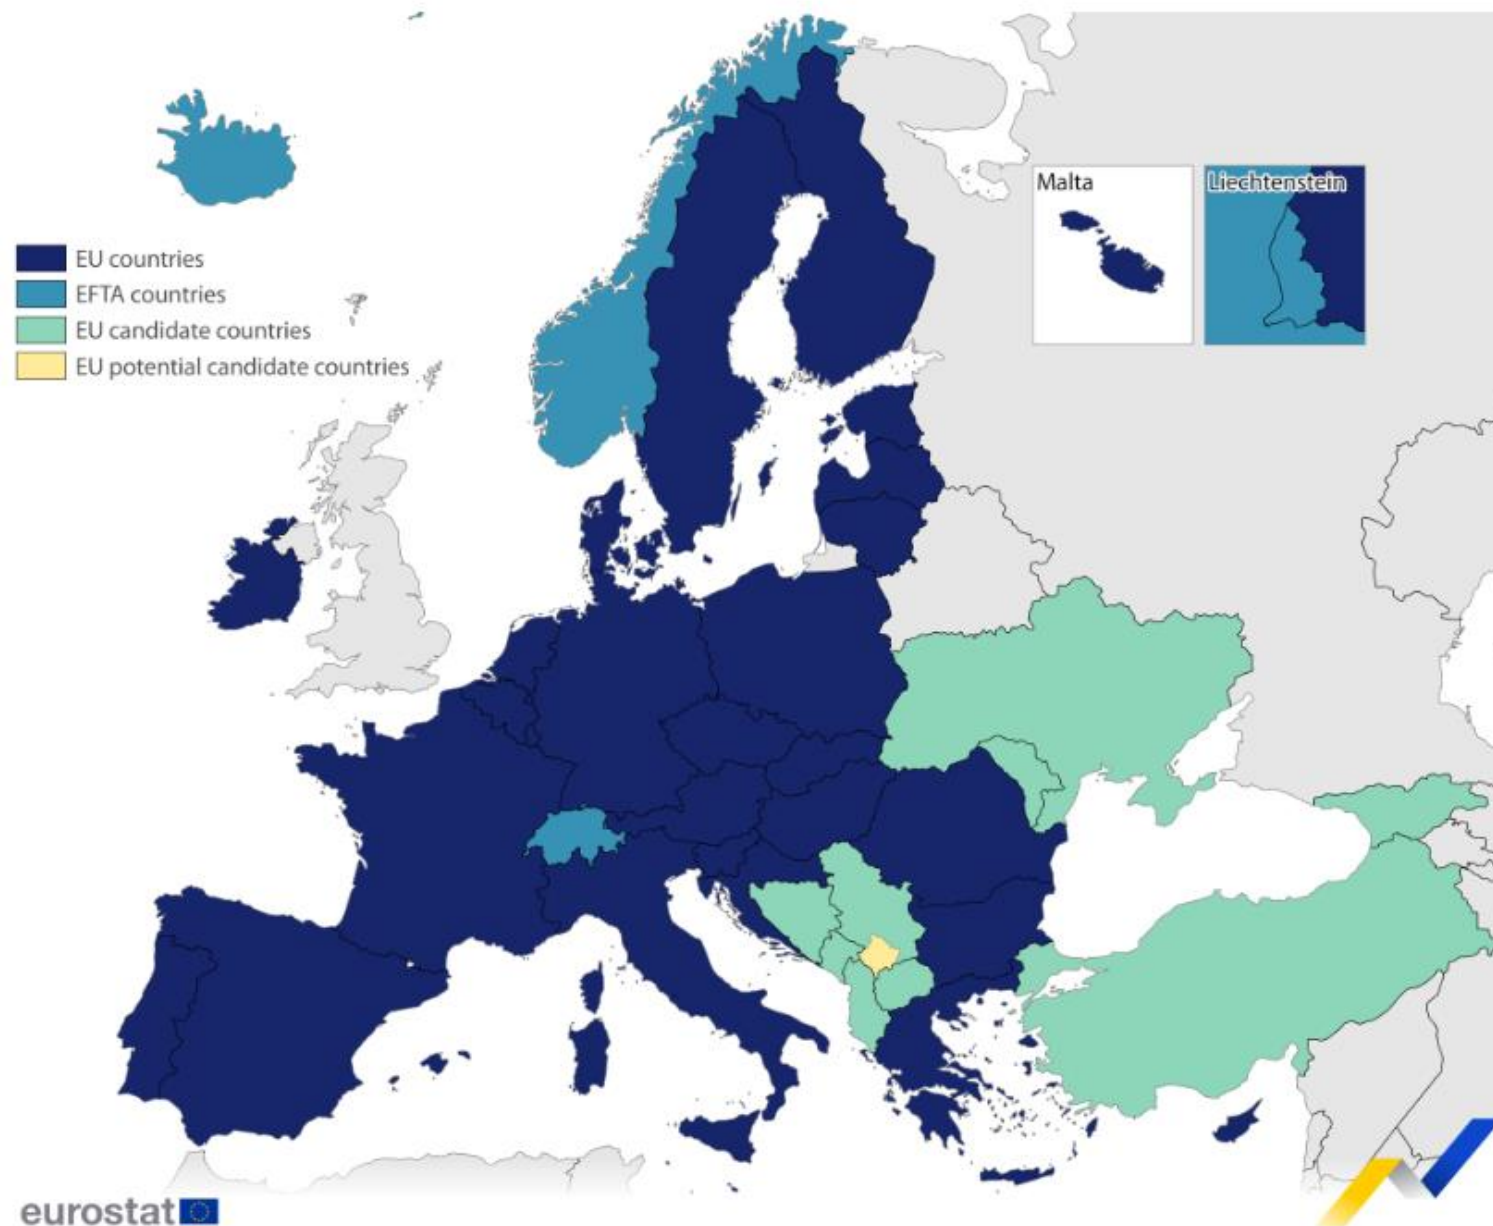 Malta
Liechtenstein
EU countries
EFTA countries
EU candidate countries
EU potential candidate countries
eurostat